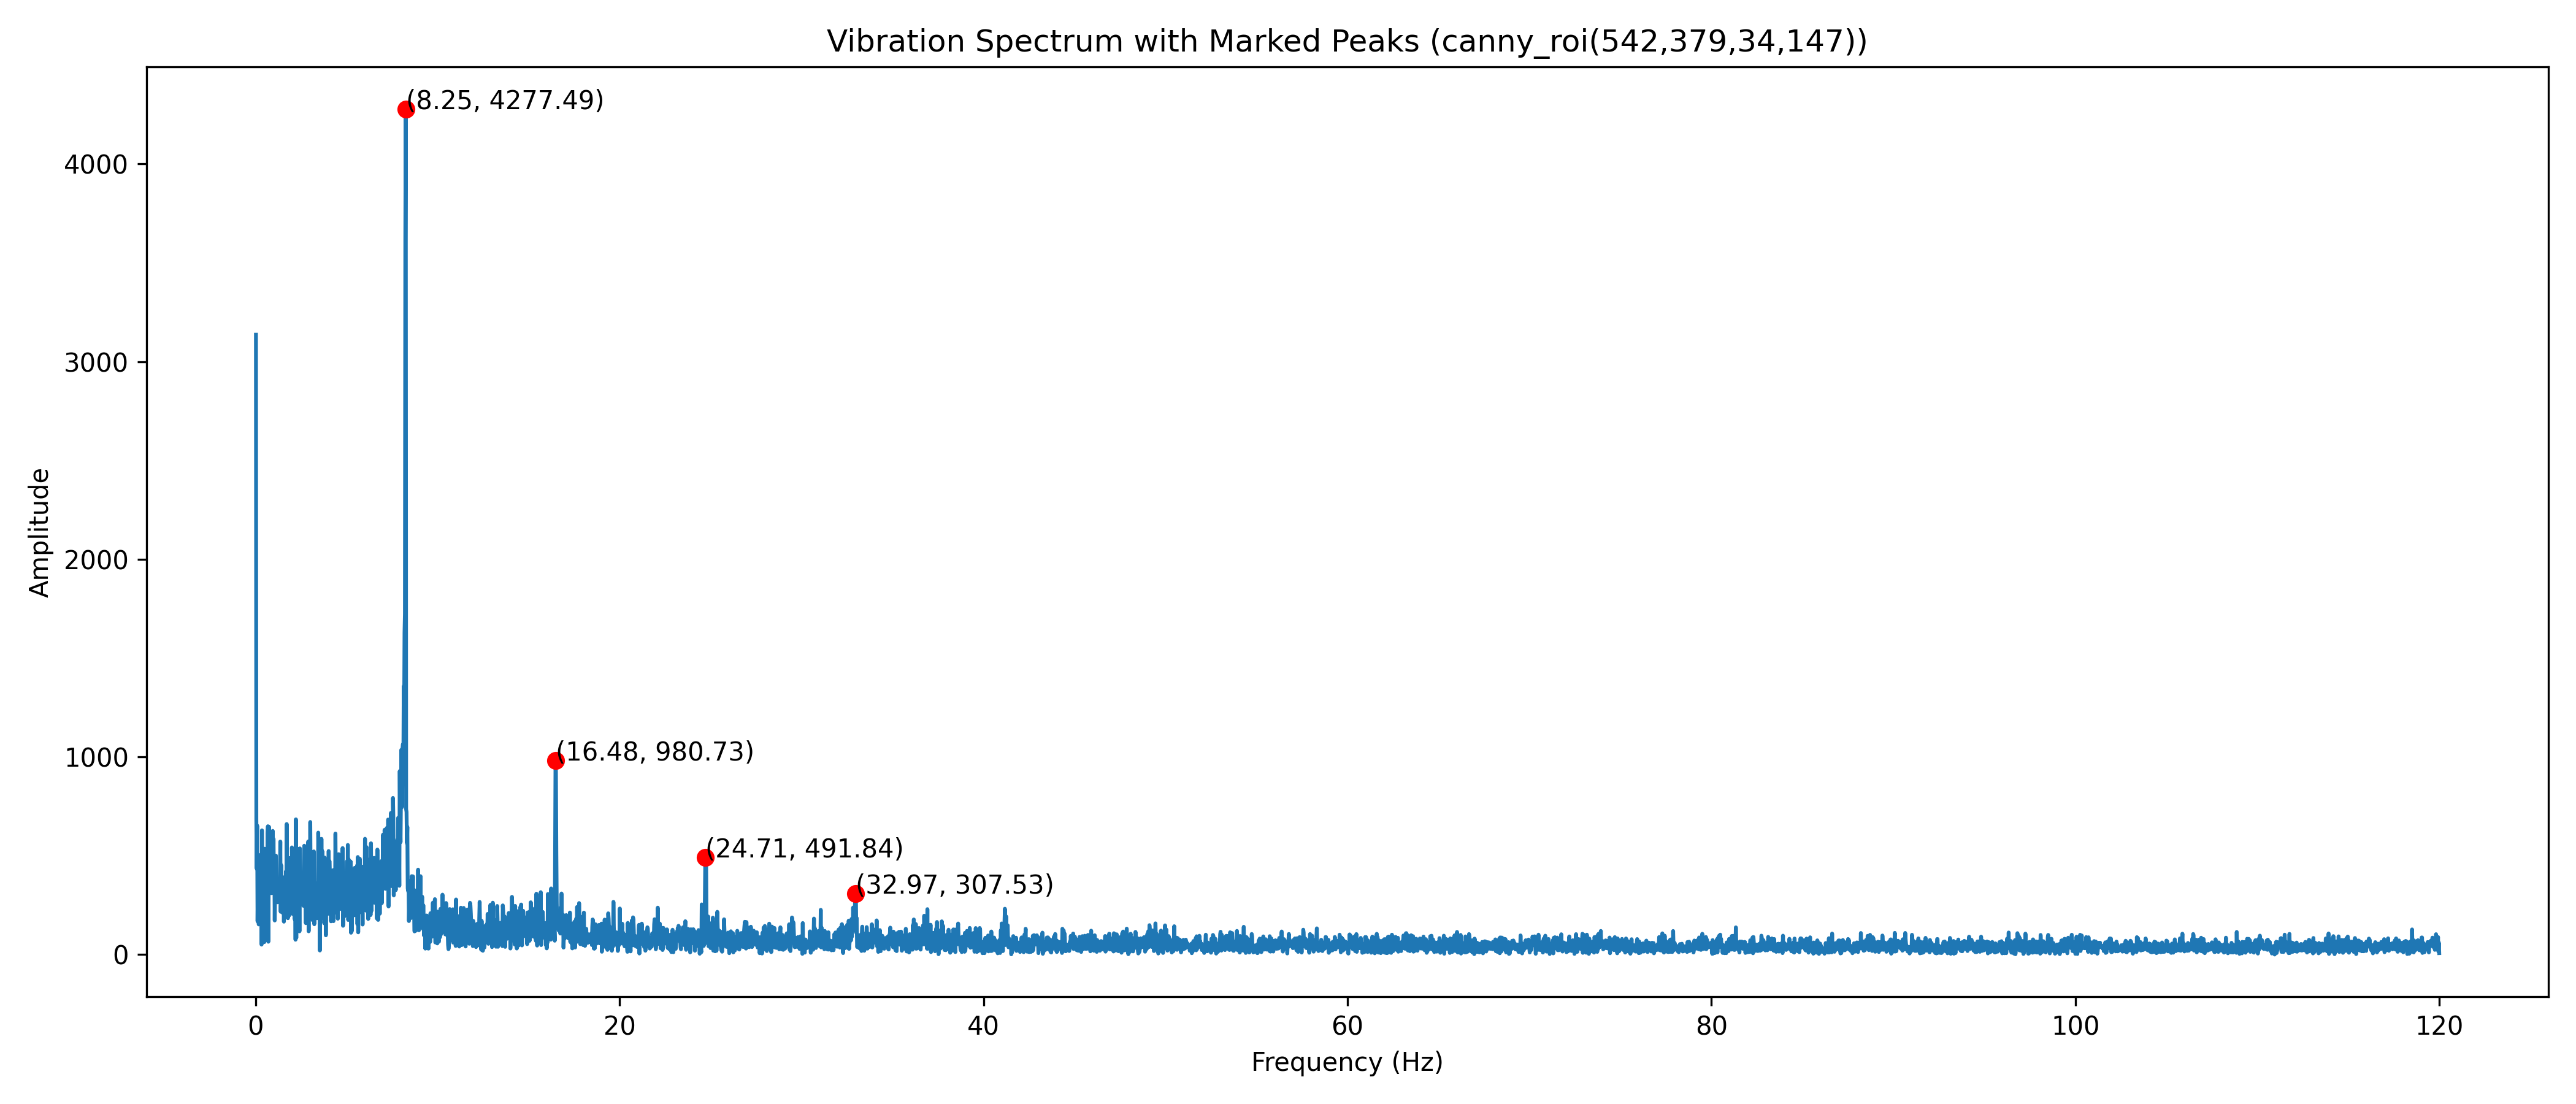 Vibration Spectrum with Marked Peaks (canny_roi(542,379,34,147))
(8.25, 4277.49)
4000
3000
2000
Amplitude
1000
(16.48, 980.73)
(24.71, 491.84)
(32.97, 307.53)
0
0 20 40 60 80 100 120
Frequency (Hz)